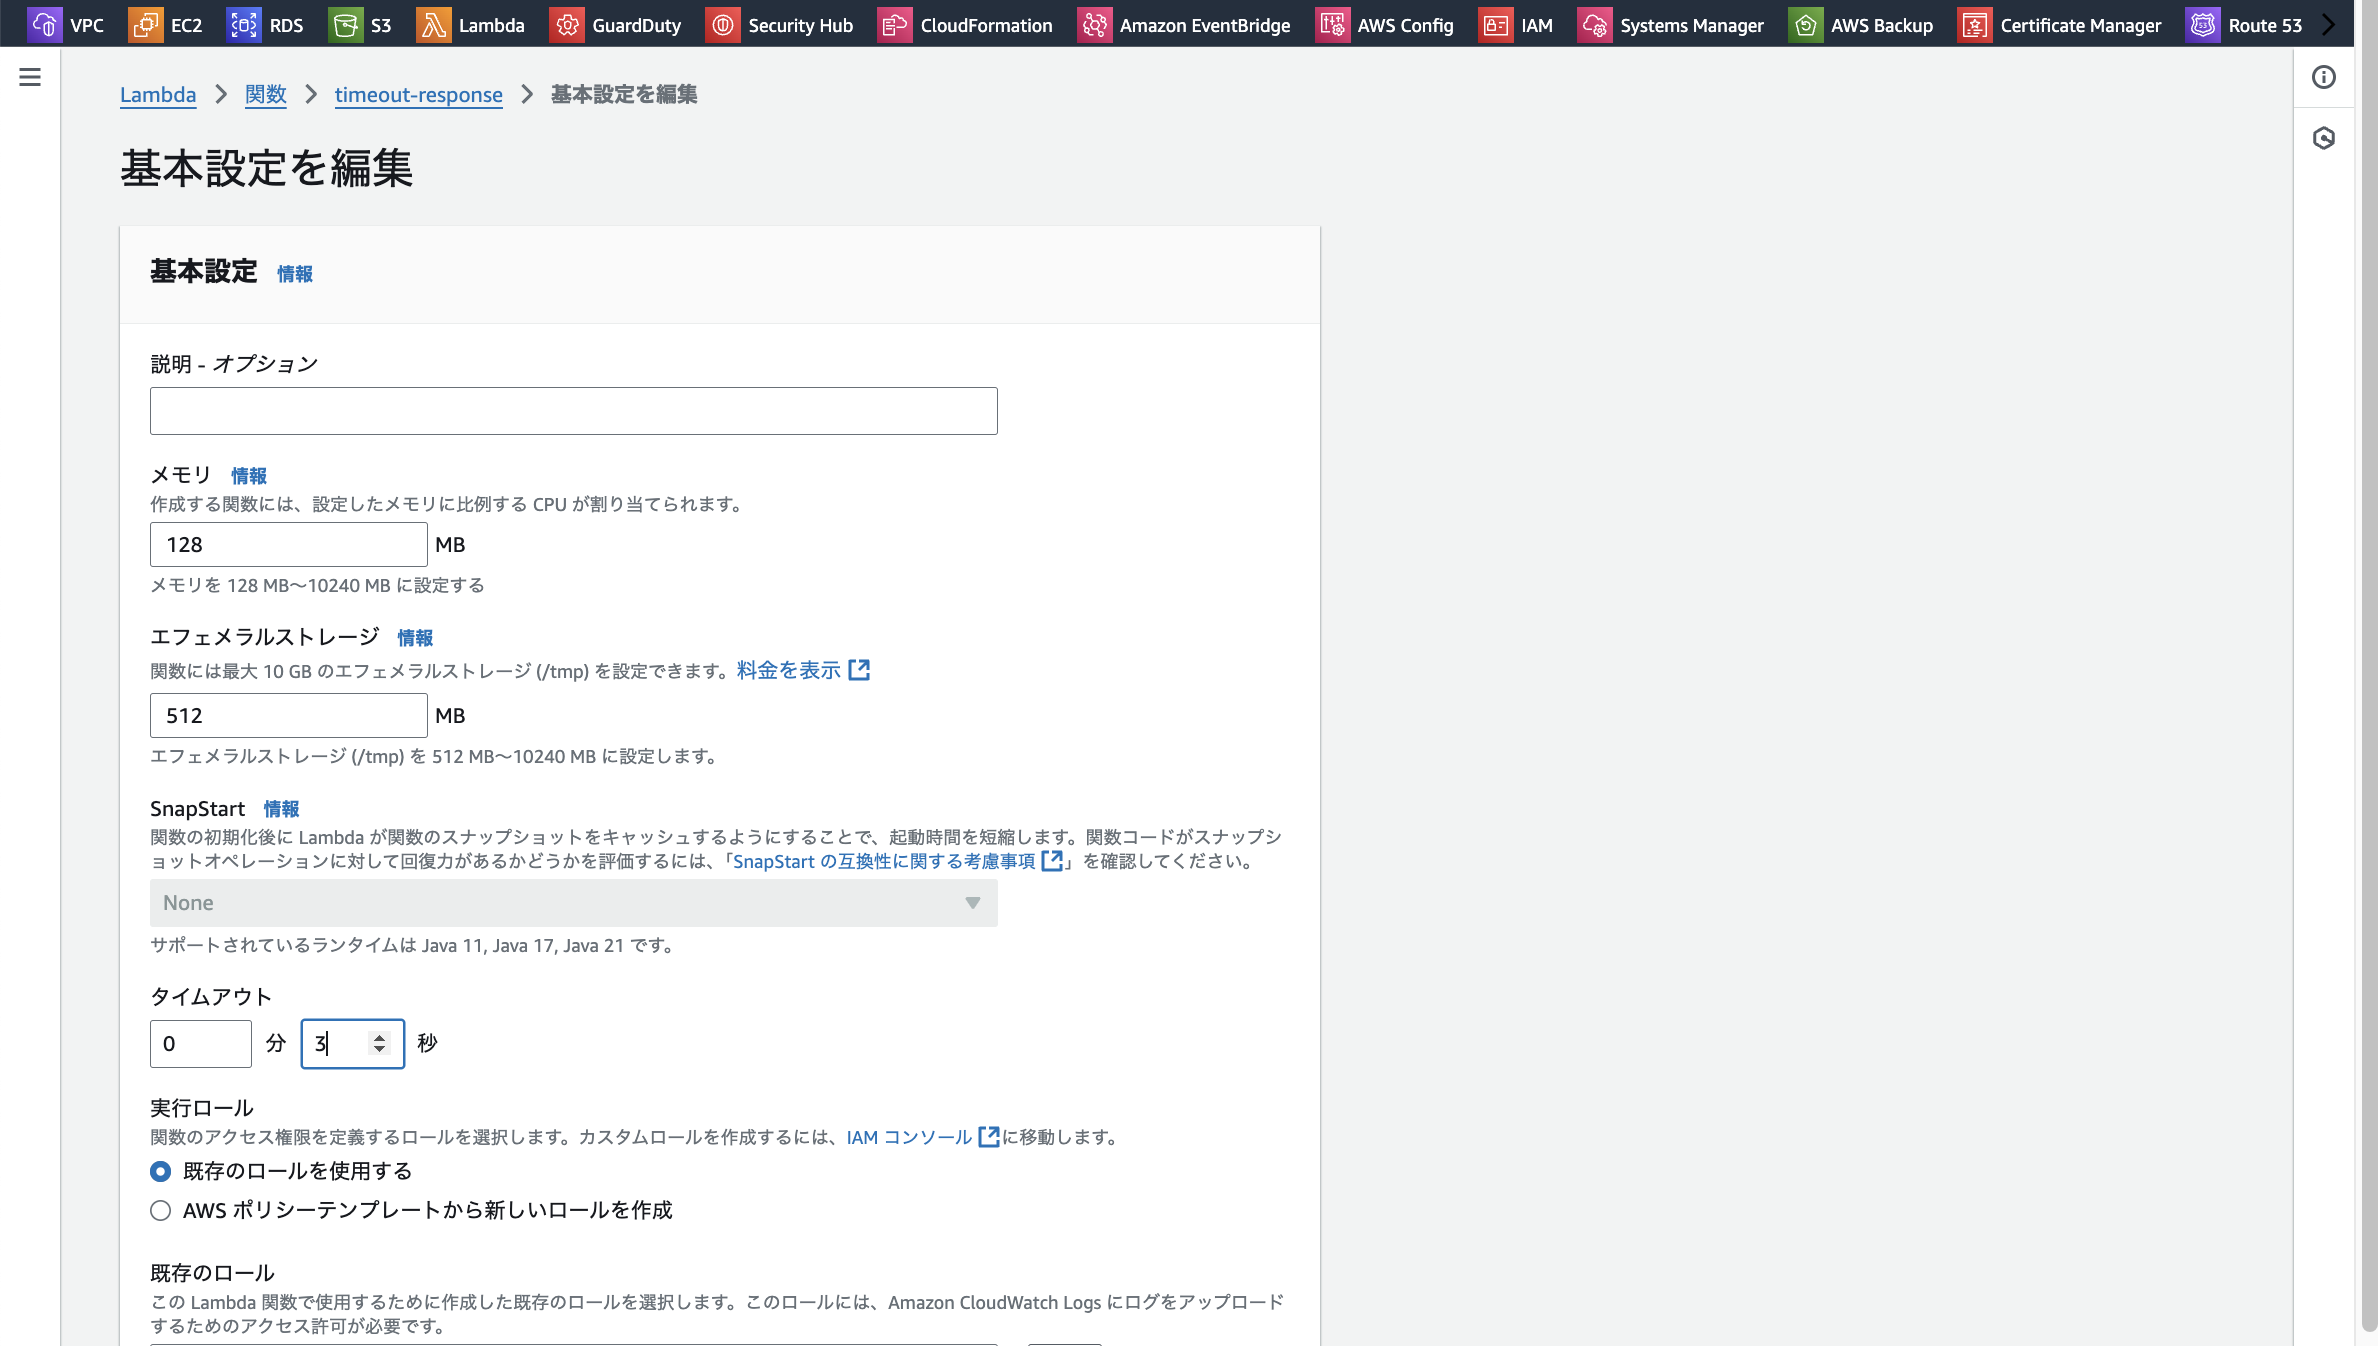 VPC EC2 RDS S3 Lambda GuardDuty Security Hub CloudFormation Amazon EventBridge AWS Config IAM Systems Manager AWS Backup Certificate Manager Route 53
Lambda > 関数 > timeout-response > 基本設定を編集
基本設定を編集
基本設定 情報
説明 - オプション
メモリ 情報
作成する関数には、設定したメモリに比例する CPU が割り当てられます。
128 MB
メモリを 128 MB〜10240 MB に設定する
エフェメラルストレージ 情報
関数には最大 10 GB のエフェメラルストレージ (/tmp) を設定できます。料金を表示
512 MB
エフェメラルストレージ (/tmp) を 512 MB〜10240 MB に設定します。
SnapStart 情報
関数の初期化後に Lambda が関数のスナップショットをキャッシュするようにすることで、起動時間を短縮します。関数コードがスナップシ
ョットオペレーションに対して回復力があるかどうかを評価するには、「SnapStart の互換性に関する考慮事項」を確認してください。
None
サポートされているランタイムは Java 11, Java 17, Java 21 です。
タイムアウト
0 分 3 秒
実行ロール
関数のアクセス権限を定義するロールを選択します。カスタムロールを作成するには、IAM コンソールに移動します。
既存のロールを使用する
AWS ポリシーテンプレートから新しいロールを作成
既存のロール
この Lambda 関数で使用するために作成した既存のロールを選択します。このロールには、Amazon CloudWatch Logs にログをアップロード
するためのアクセス許可が必要です。